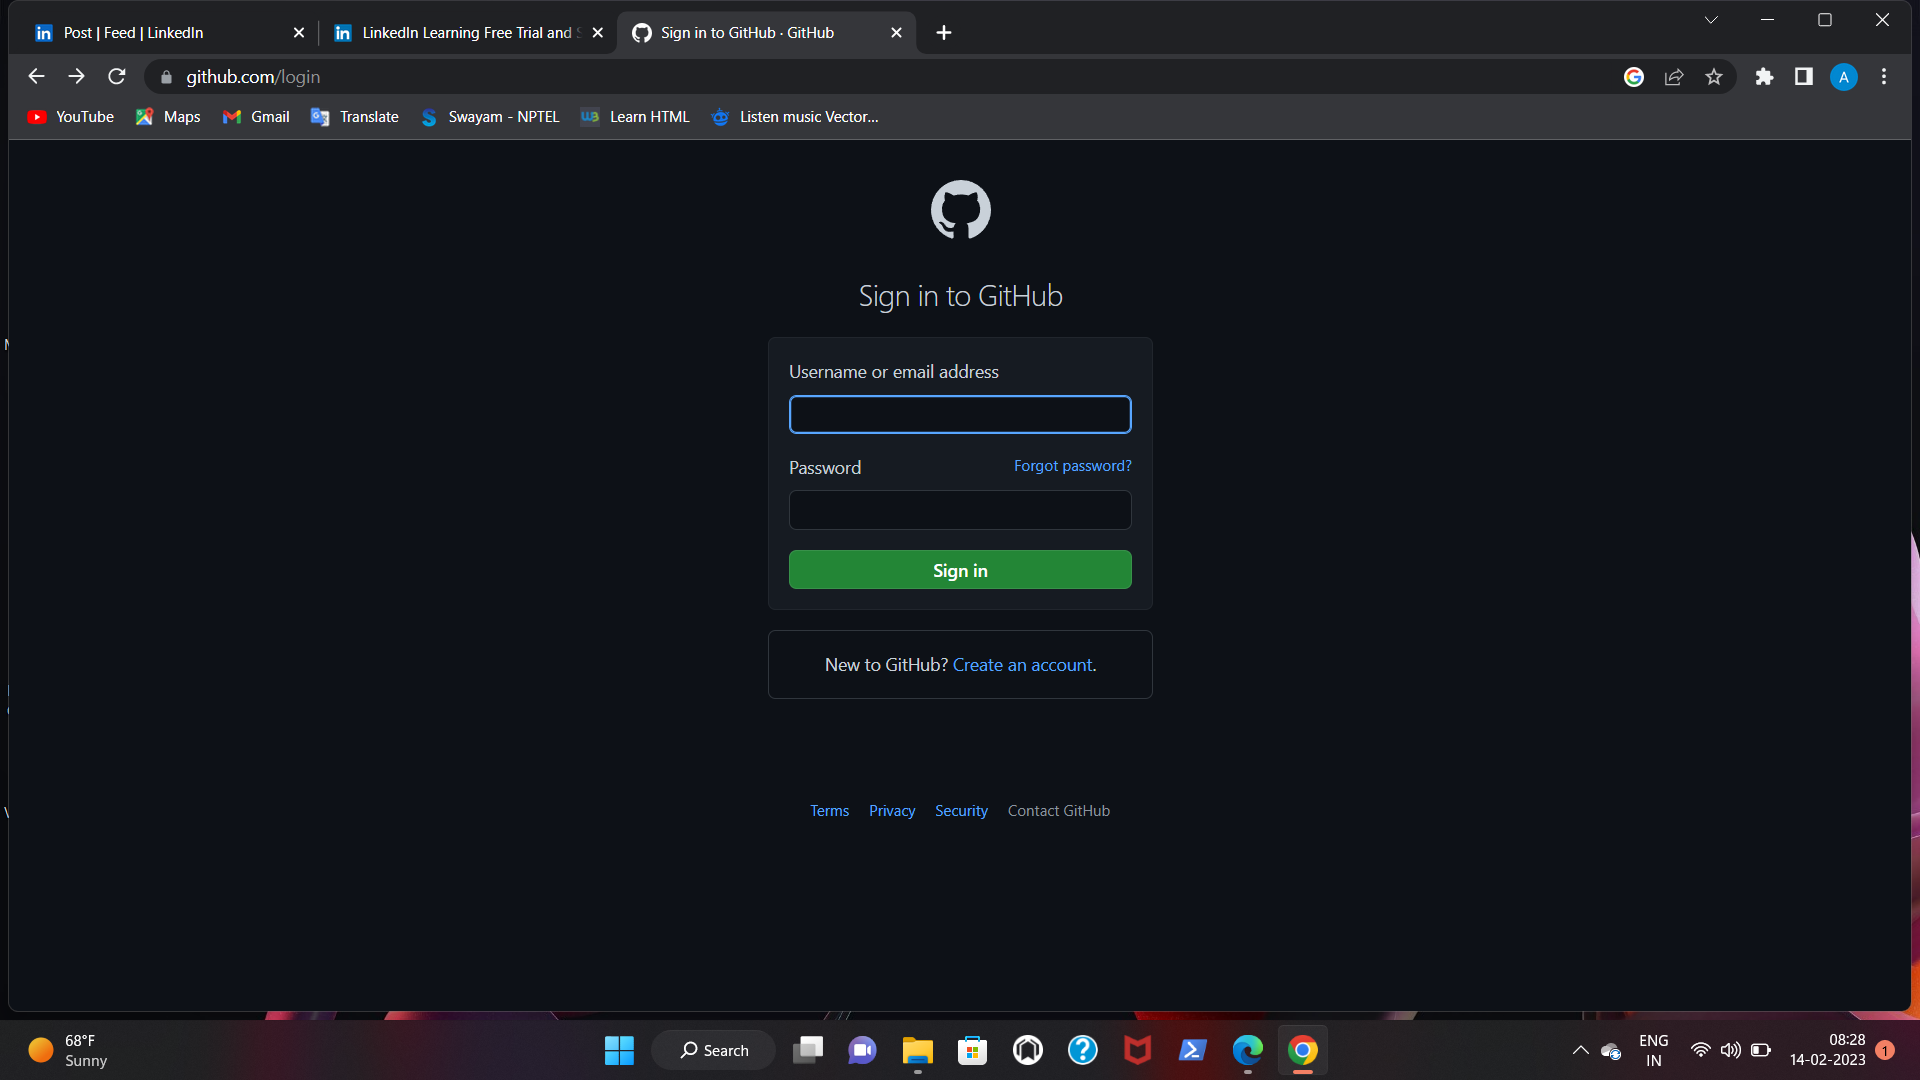 Post | Feed | LinkedIn
LinkedIn Learning Free Trial and
Sign in to GitHub · GitHub
github.com/login
A
YouTube
Maps
Gmail
Translate
Swayam - NPTEL
Learn HTML
Listen music Vector...
Sign in to GitHub
Username or email address
Password
Forgot password?
Sign in
New to GitHub? Create an account.
Terms Privacy Security Contact GitHub
68°F
Sunny
Search
ENG
IN
08:28
14-02-2023
1